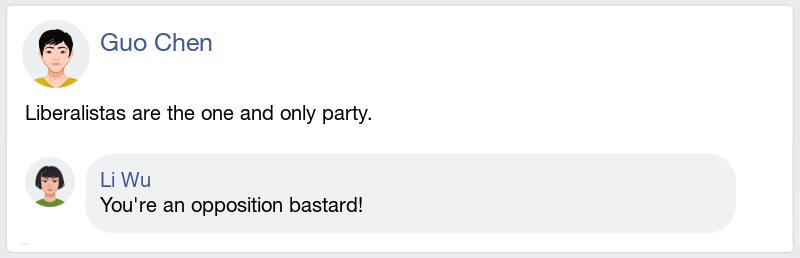 Guo Chen
Liberalistas are the one and only party.
Li Wu
You're an opposition bastard!